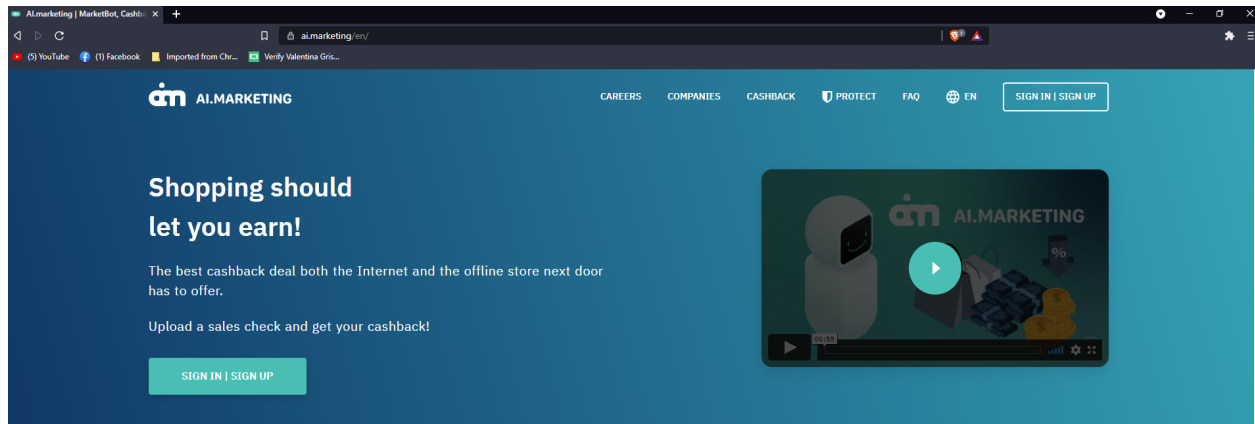 AI.marketing | MarketBot, Cashb
ai.marketing/en/
(5) YouTube (1) Facebook Imported from Chr... Verify Valentina Gris...
am AI.MARKETING
CAREERS COMPANIES CASHBACK PROTECT FAQ EN SIGN IN | SIGN UP
Shopping should
let you earn!
The best cashback deal both the Internet and the offline store next door
has to offer.
Upload a sales check and get your cashback!
SIGN IN | SIGN UP
am AI.MARKETING
%
00:55